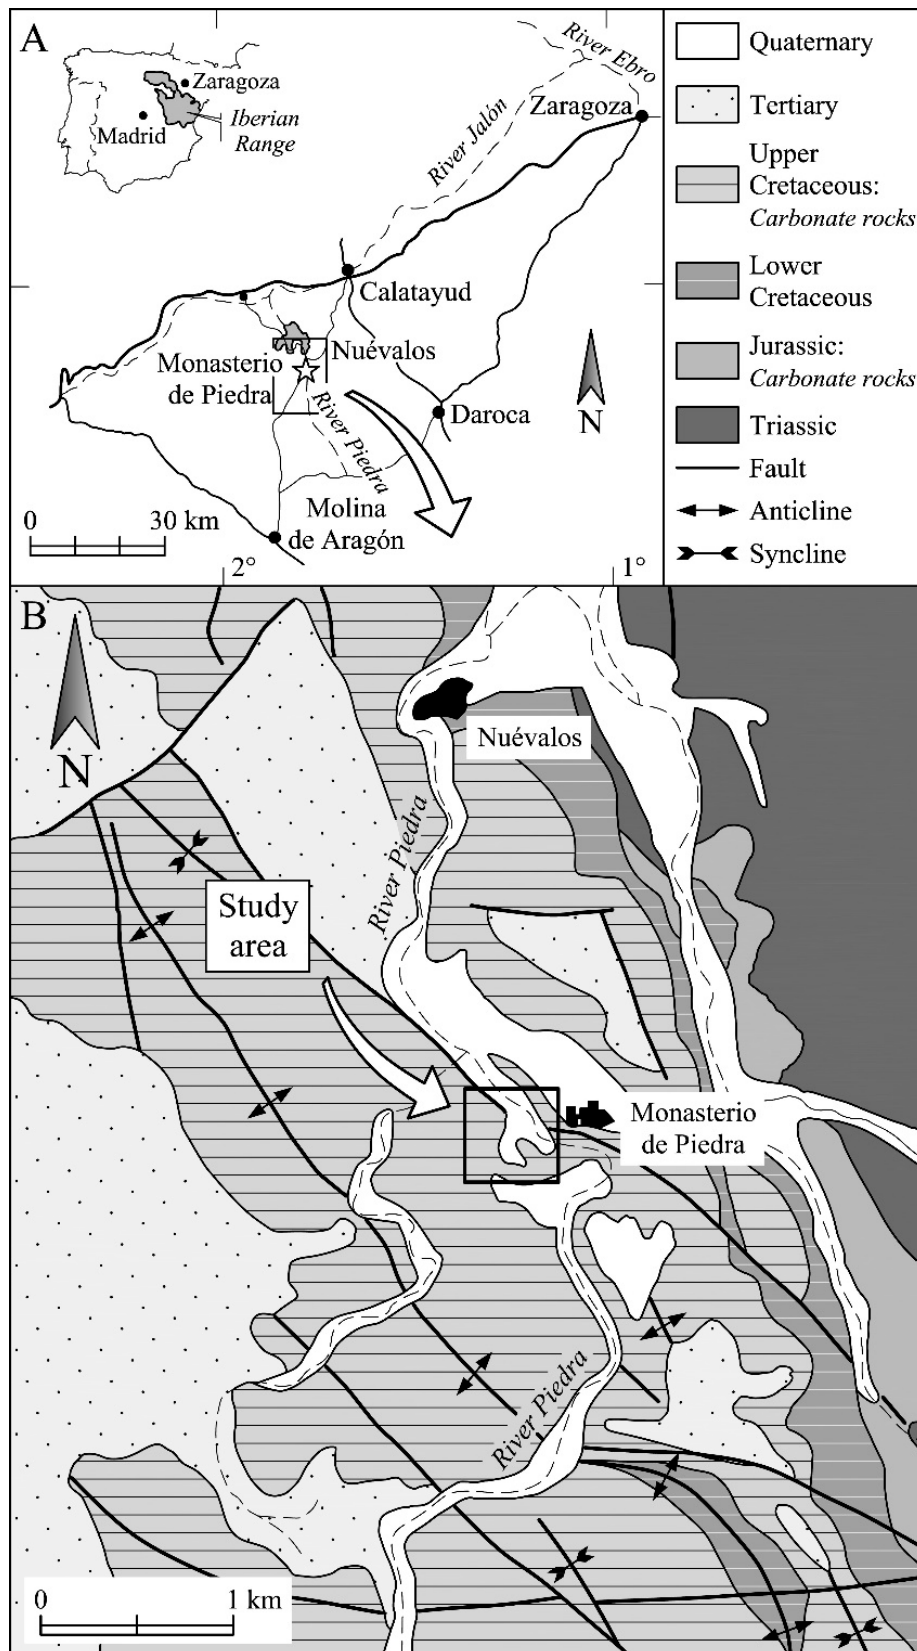 A
Zaragoza
Madrid
Iberian
Range
River Ebro
Zaragoza
River Jalón
Calatayud
Monasterio
de Piedra
Nuévalos
River Piedra
Daroca
N
Molina
de Aragón
0 30 km
2°
1°
Quaternary
Tertiary
Upper
Cretaceous:
Carbonate rocks
Lower
Cretaceous
Jurassic:
Carbonate rocks
Triassic
Fault
Anticline
Syncline
B
N
Nuévalos
River Piedra
Study
area
Monasterio
de Piedra
River Piedra
0 1 km